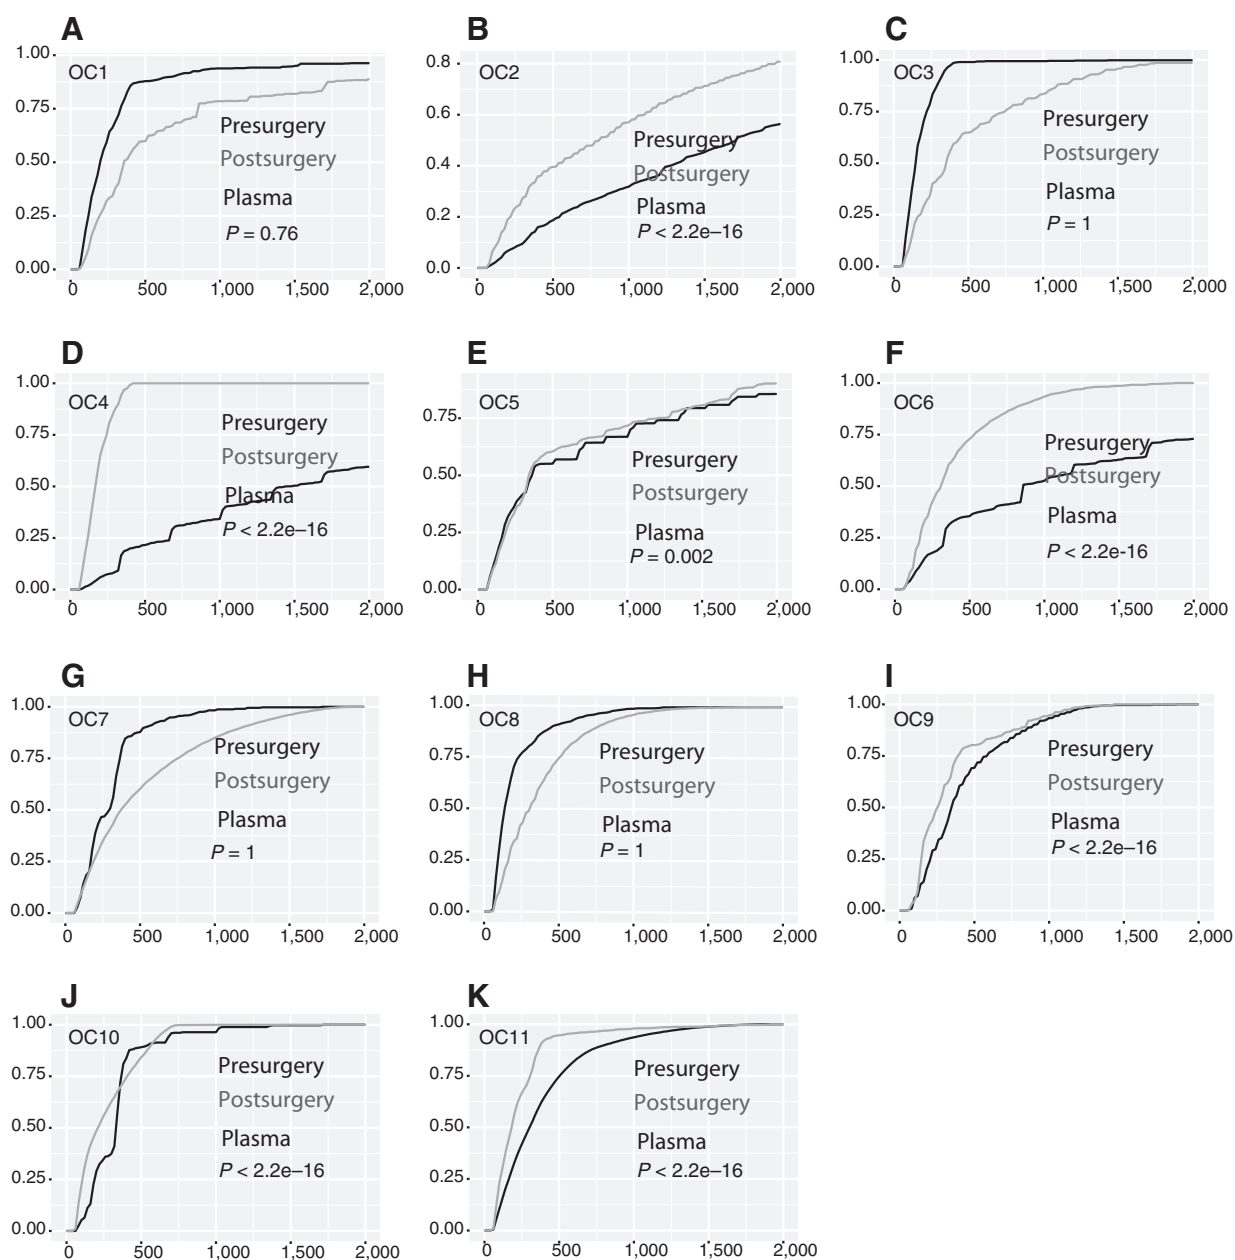 A
OC1
1.00
0.75
0.50
0.25
0.00
Presurgery
Postsurgery
Plasma
P = 0.76
0 500 1,000 1,500 2,000
B
OC2
0.8
0.6
0.4
0.2
0.0
Presurgery
Postsurgery
Plasma
P < 2.2e–16
0 500 1,000 1,500 2,000
C
OC3
1.00
0.75
0.50
0.25
0.00
Presurgery
Postsurgery
Plasma
P = 1
0 500 1,000 1,500 2,000
D
OC4
1.00
0.75
0.50
0.25
0.00
Presurgery
Postsurgery
Plasma
P < 2.2e–16
0 500 1,000 1,500 2,000
E
OC5
0.75
0.50
0.25
0.00
Presurgery
Postsurgery
Plasma
P = 0.002
0 500 1,000 1,500 2,000
F
OC6
1.00
0.75
0.50
0.25
0.00
Presurgery
Postsurgery
Plasma
P < 2.2e-16
0 500 1,000 1,500 2,000
G
OC7
1.00
0.75
0.50
0.25
0.00
Presurgery
Postsurgery
Plasma
P = 1
0 500 1,000 1,500 2,000
H
OC8
1.00
0.75
0.50
0.25
0.00
Presurgery
Postsurgery
Plasma
P = 1
0 500 1,000 1,500 2,000
I
OC9
1.00
0.75
0.50
0.25
0.00
Presurgery
Postsurgery
Plasma
P < 2.2e–16
0 500 1,000 1,500 2,000
J
OC10
1.00
0.75
0.50
0.25
0.00
Presurgery
Postsurgery
Plasma
P < 2.2e–16
0 500 1,000 1,500 2,000
K
OC11
1.00
0.75
0.50
0.25
0.00
Presurgery
Postsurgery
Plasma
P < 2.2e–16
0 500 1,000 1,500 2,000